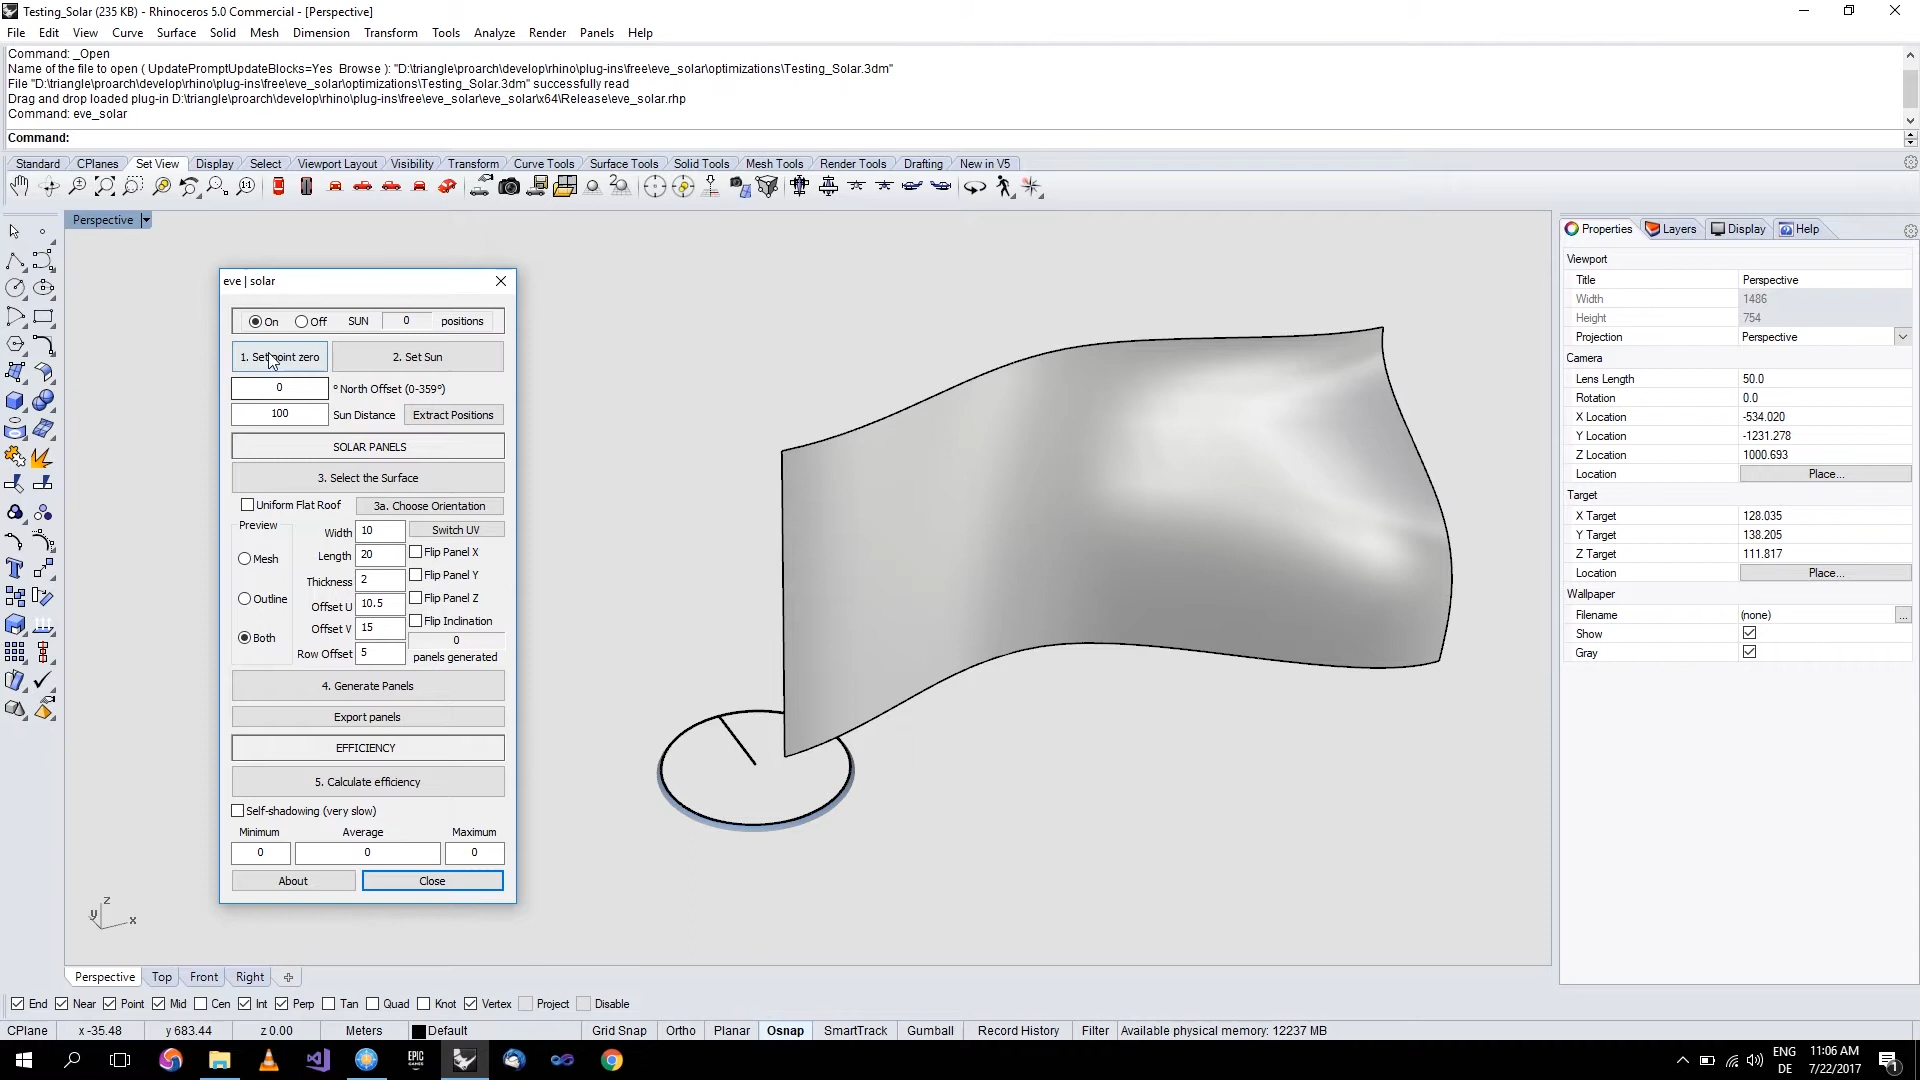 Testing_Solar (235 KB) - Rhinoceros 5.0 Commercial - [Perspective]
File Edit View Curve Surface Solid Mesh Dimension Transform Tools Analyze Render Panels Help
Command: _Open
Name of the file to open ( UpdatePromptUpdateBlocks=Yes Browse ): "D:\triangle\proarch\develop\rhino\plug-ins\free\eve_solar\optimizations\Testing_Solar.3dm"
File "D:\triangle\proarch\develop\rhino\plug-ins\free\eve_solar\optimizations\Testing_Solar.3dm" successfully read
Drag and drop loaded plug-in D:\triangle\proarch\develop\rhino\plug-ins\free\eve_solar\eve_solar\x64\Release\eve_solar.rhp
Command: eve_solar
Command:
Standard CPlanes Set View Display Select Viewport Layout Visibility Transform Curve Tools Surface Tools Solid Tools Mesh Tools Render Tools Drafting New in V5
Perspective
eve | solar
On Off SUN 0 positions
1. Set point zero 2. Set Sun
0 ° North Offset (0-359°)
100 Sun Distance Extract Positions
SOLAR PANELS
3. Select the Surface
Uniform Flat Roof 3a. Choose Orientation
Preview
Mesh
Outline
Both
Width 10 Switch UV
Length 20 Flip Panel X
Thickness 2 Flip Panel Y
Offset U 10.5 Flip Panel Z
Offset V 15 Flip Inclination
0
Row Offset 5 panels generated
4. Generate Panels
Export panels
EFFICIENCY
5. Calculate efficiency
Self-shadowing (very slow)
Minimum Average Maximum
0 0 0
About Close
z
y x
Properties Layers Display Help
Viewport
Title Perspective
Width 1486
Height 754
Projection Perspective
Camera
Lens Length 50.0
Rotation 0.0
X Location -534.020
Y Location -1231.278
Z Location 1000.693
Location Place...
Target
X Target 128.035
Y Target 138.205
Z Target 111.817
Location Place...
Wallpaper
Filename (none) ...
Show
Gray
Perspective Top Front Right
End Near Point Mid Cen Int Perp Tan Quad Knot Vertex Project Disable
CPlane x -35.48 y 683.44 z 0.00 Meters Default Grid Snap Ortho Planar Osnap SmartTrack Gumball Record History Filter Available physical memory: 12237 MB
EPIC GAMES
ENG 11:06 AM
DE 7/22/2017
1